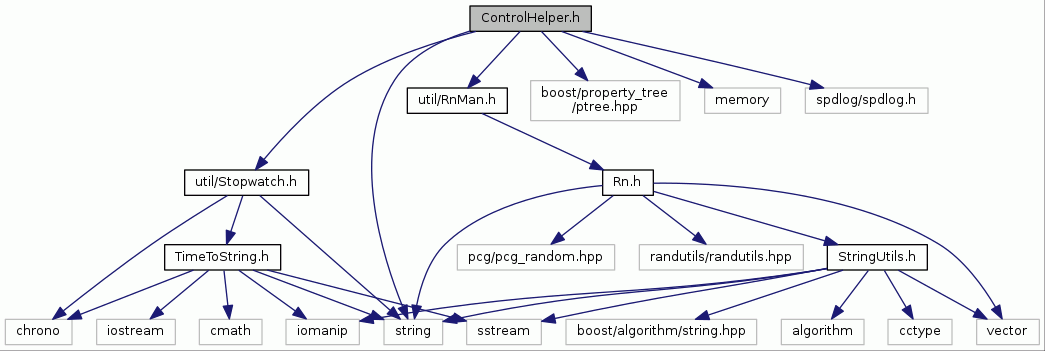 ControlHelper.h
util/RnMan.h
boost/property_tree
/ptree.hpp
memory
spdlog/spdlog.h
util/Stopwatch.h
Rn.h
TimeToString.h
pcg/pcg_random.hpp
randutils/randutils.hpp
StringUtils.h
chrono
iostream
cmath
iomanip
string
sstream
boost/algorithm/string.hpp
algorithm
cctype
vector